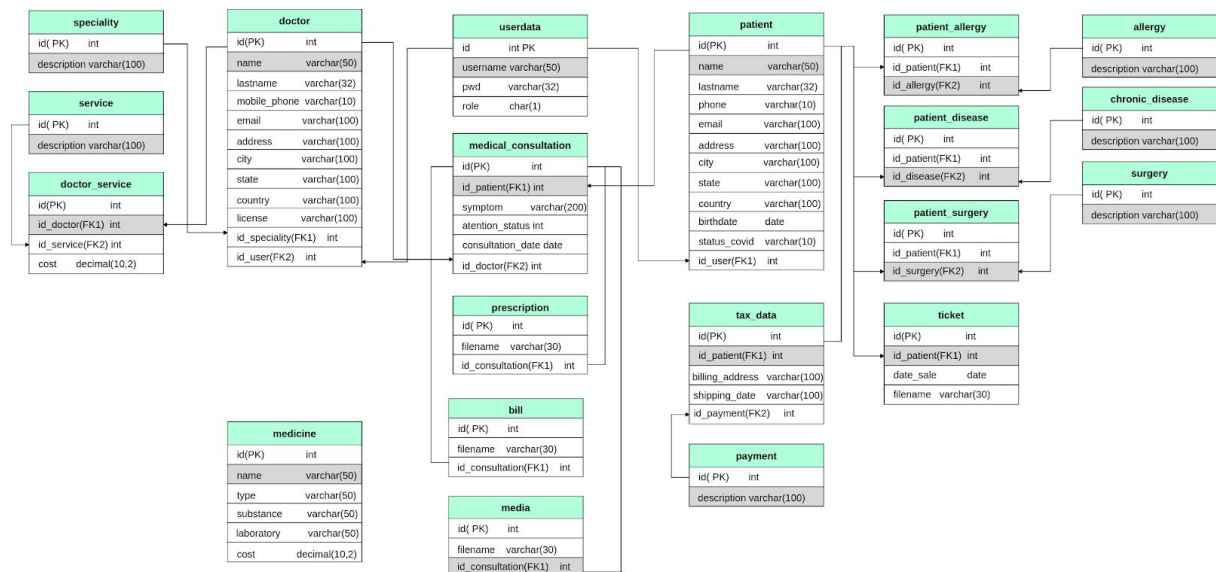 speciality
id( PK) int
description varchar(100)
service
id( PK) int
description varchar(100)
doctor_service
id(PK) int
id_doctor(FK1) int
id_service(FK2) int
cost decimal(10,2)
doctor
id(PK) int
name varchar(50)
lastname varchar(32)
mobile_phone varchar(10)
email varchar(100)
address varchar(100)
city varchar(100)
state varchar(100)
country varchar(100)
license varchar(100)
id_speciality(FK1) int
id_user(FK2) int
medicine
id(PK) int
name varchar(50)
type varchar(50)
substance varchar(50)
laboratory varchar(50)
cost decimal(10,2)
userdata
id int PK
username varchar(50)
pwd varchar(32)
role char(1)
medical_consultation
id(PK) int
id_patient(FK1) int
symptom varchar(200)
atention_status int
consultation_date date
id_doctor(FK2) int
prescription
id( PK) int
filename varchar(30)
id_consultation(FK1) int
bill
id( PK) int
filename varchar(30)
id_consultation(FK1) int
media
id( PK) int
filename varchar(30)
id_consultation(FK1) int
patient
id(PK) int
name varchar(50)
lastname varchar(32)
phone varchar(10)
email varchar(100)
address varchar(100)
city varchar(100)
state varchar(100)
country varchar(100)
birthdate date
status_covid varchar(10)
id_user(FK1) int
tax_data
id(PK) int
id_patient(FK1) int
billing_address varchar(100)
shipping_date varchar(100)
id_payment(FK2) int
payment
id( PK) int
description varchar(100)
patient_allergy
id( PK) int
id_patient(FK1) int
id_allergy(FK2) int
patient_disease
id( PK) int
id_patient(FK1) int
id_disease(FK2) int
patient_surgery
id( PK) int
id_patient(FK1) int
id_surgery(FK2) int
ticket
id(PK) int
id_patient(FK1) int
date_sale date
filename varchar(30)
allergy
id( PK) int
description varchar(100)
chronic_disease
id( PK) int
description varchar(100)
surgery
id( PK) int
description varchar(100)